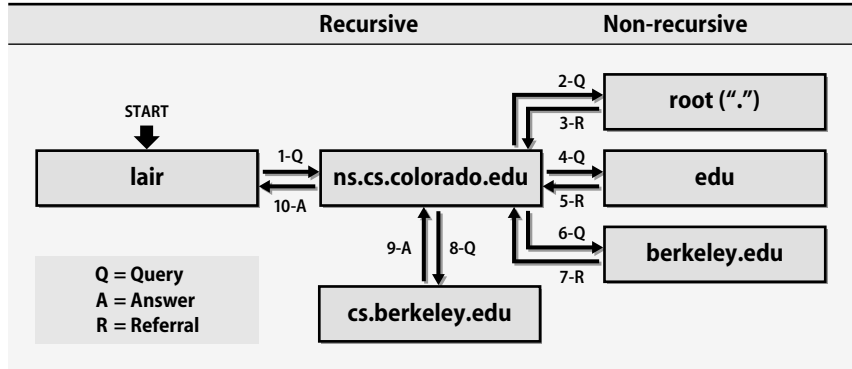 Recursive Non-recursive
START
lair
1-Q
10-A
ns.cs.colorado.edu
2-Q
3-R
root (“.”)
4-Q
5-R
edu
6-Q
7-R
berkeley.edu
9-A 8-Q
cs.berkeley.edu
Q = Query
A = Answer
R = Referral